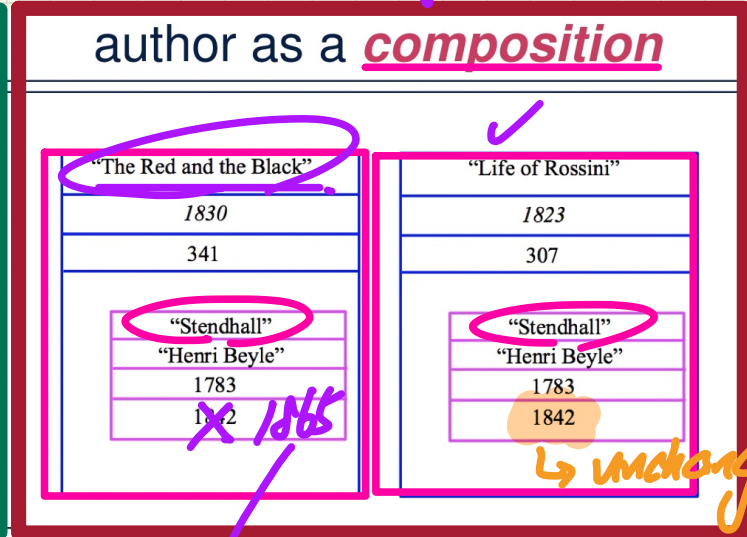 author as a composition
“The Red and the Black”
1830
341
“Stendhall”
“Henri Beyle”
1783
1842
1865
“Life of Rossini”
1823
307
“Stendhall”
“Henri Beyle”
1783
1842